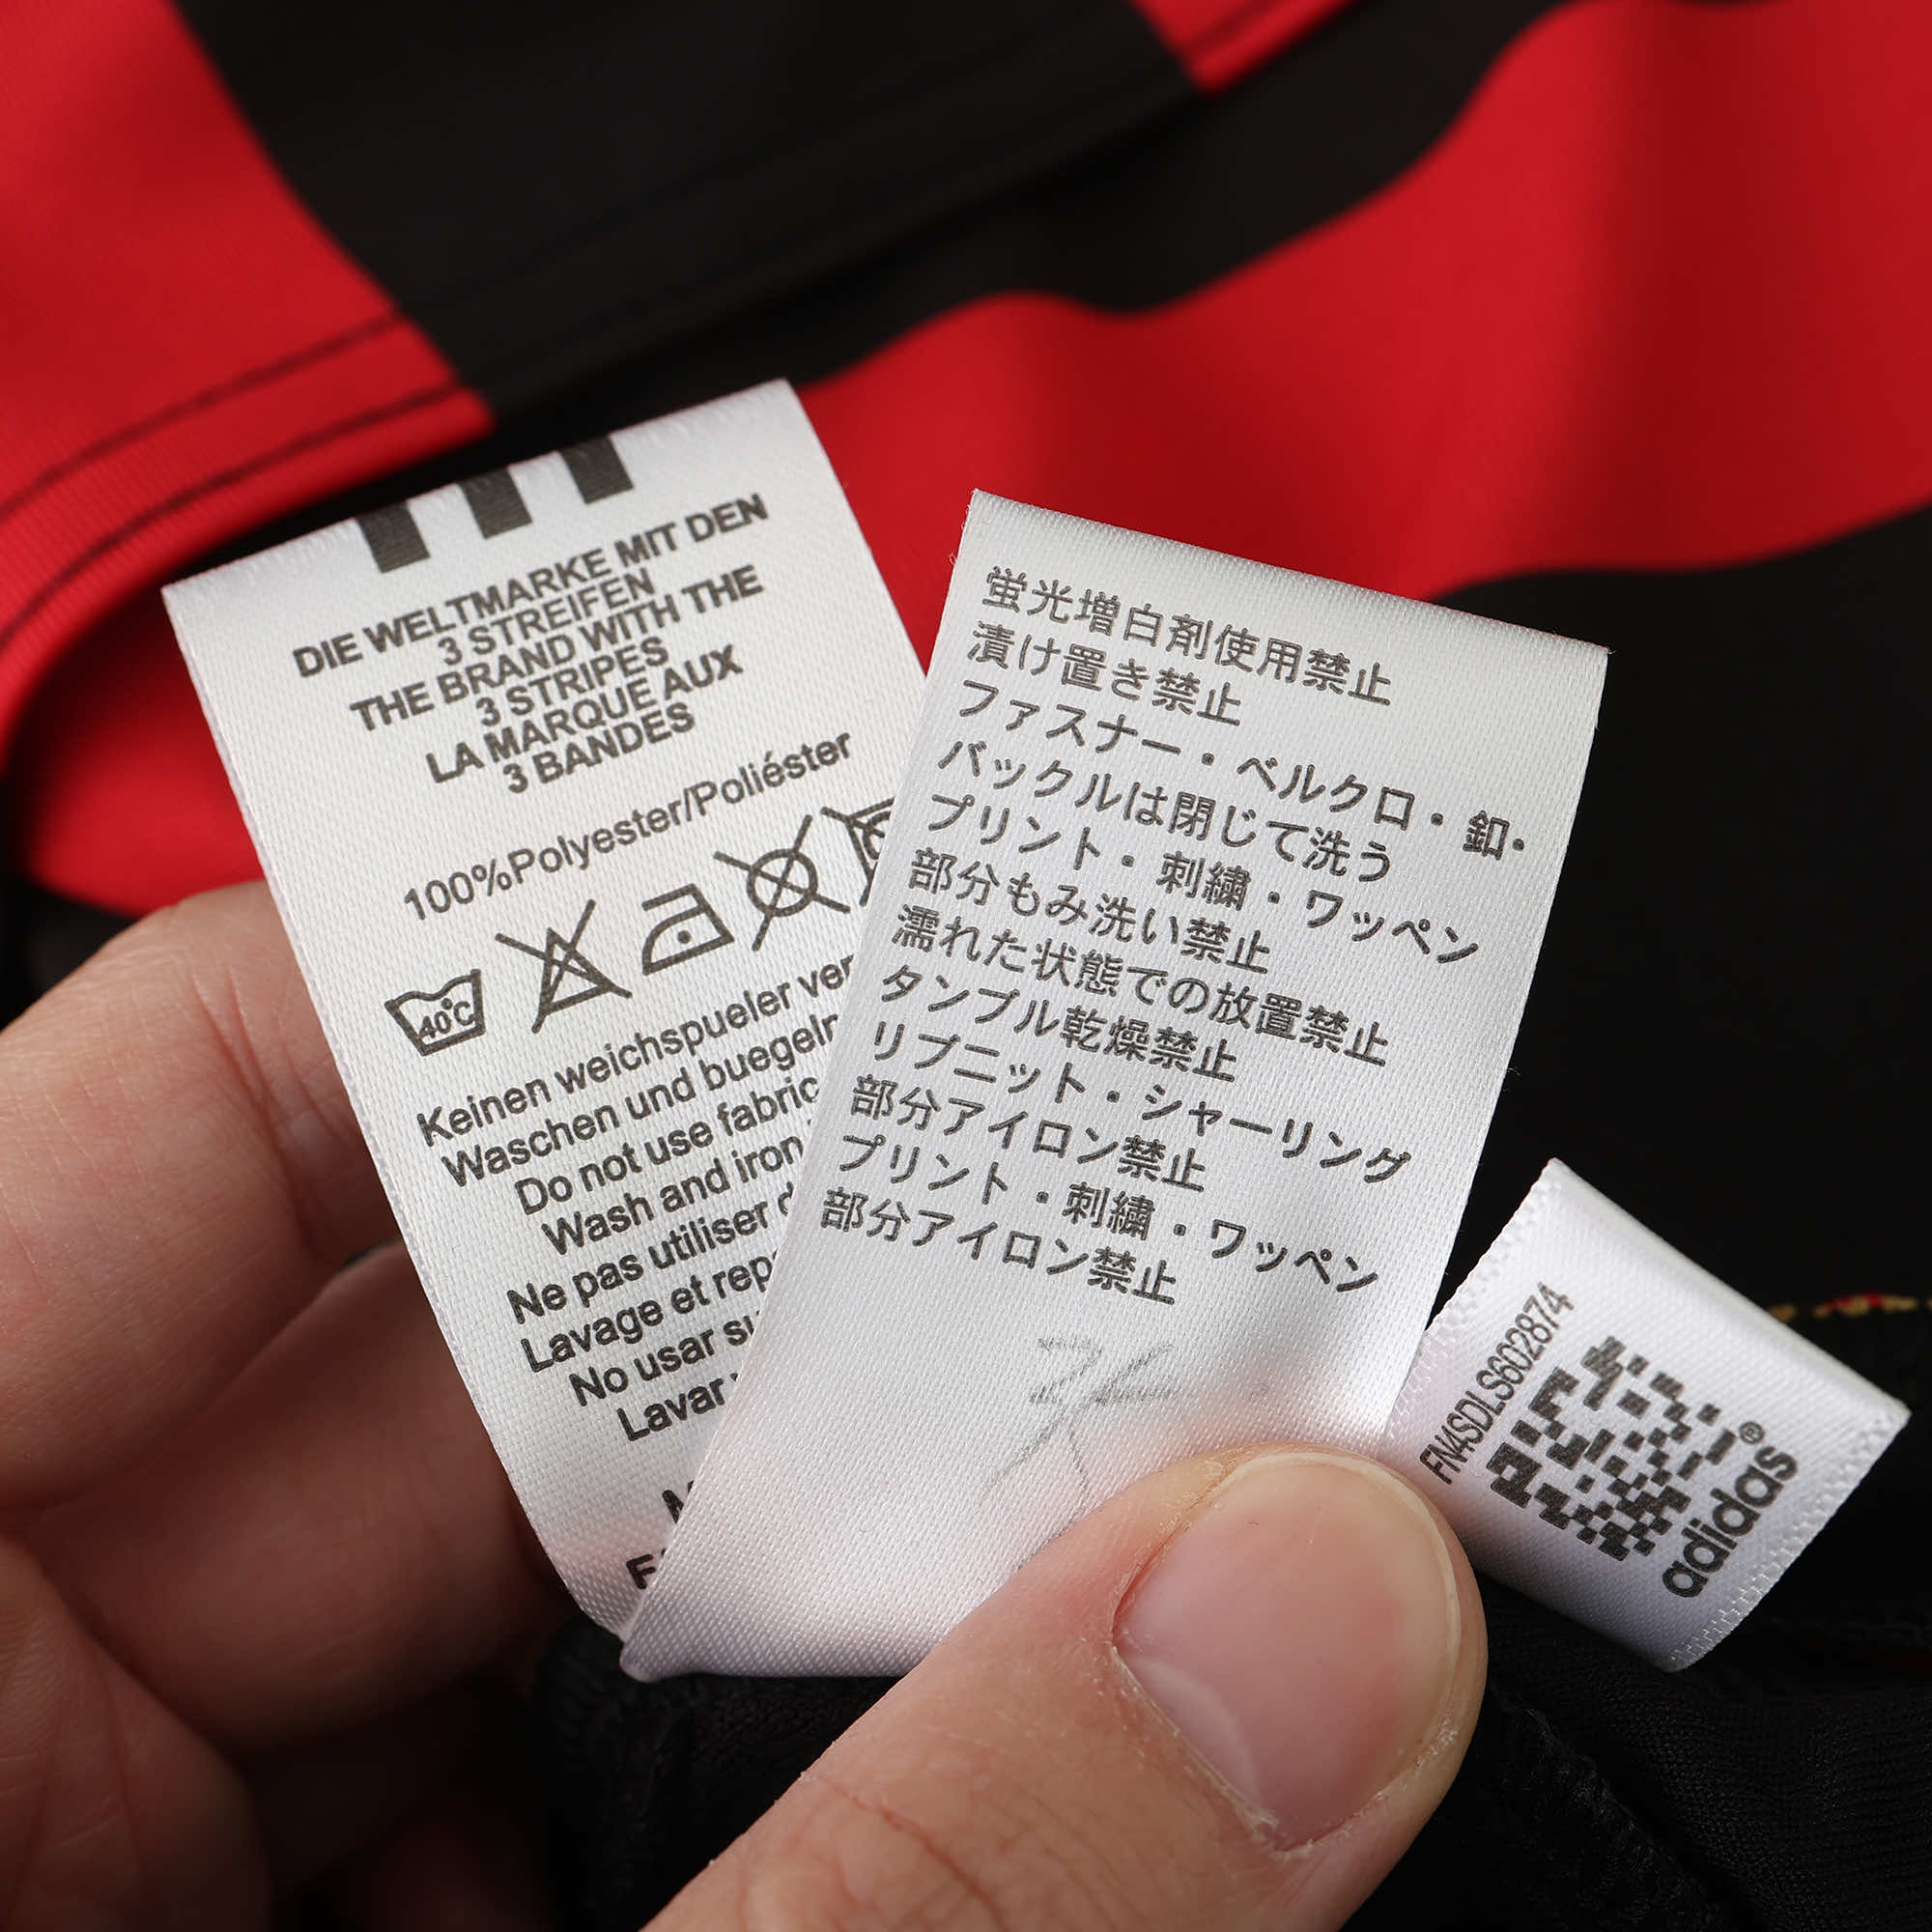 DIE WELTMARKE MIT DEN
3 STREIFEN
THE BRAND WITH THE
3 STRIPES
LA MARQUE AUX
3 BANDES
100%Polyester/Poliéster
40°C
Keinen weichspueler
Waschen und buegeln
Do not use fabric
Wash and iron
Ne pas utiliser
Lavage et
No usar
Lavar
蛍光増白剤使用禁止
漬け置き禁止
ファスナー・ベルクロ・釦・
バックルは閉じて洗う
プリント・刺繍・ワッペン
部分もみ洗い禁止
濡れた状態での放置禁止
タンブル乾燥禁止
リブニット・シャーリング
部分アイロン禁止
プリント・刺繍・ワッペン
部分アイロン禁止
FN4SDLS602874
adidas®